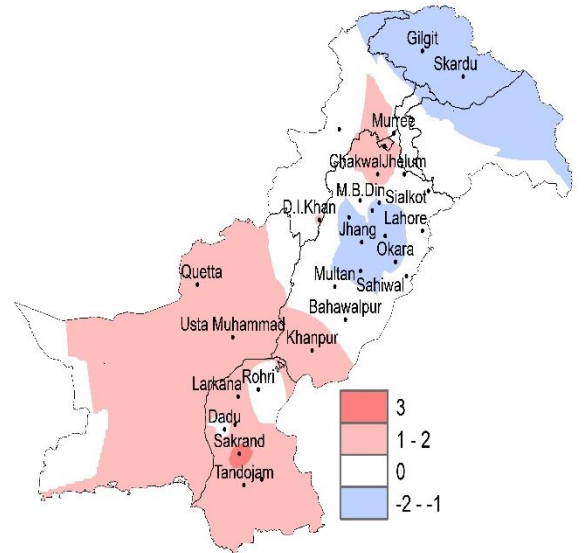 Gilgit
Skardu
Murree
Chakwal
Jhelum
M.B.Din
Sialkot
D.I.Khan
Lahore
Jhang
Okara
Quetta
Multan
Sahiwal
Bahawalpur
Usta Muhammad
Khanpur
Rohri
Larkana
Dadu
Sakrand
Tandojam
3
1 - 2
0
-2 - -1